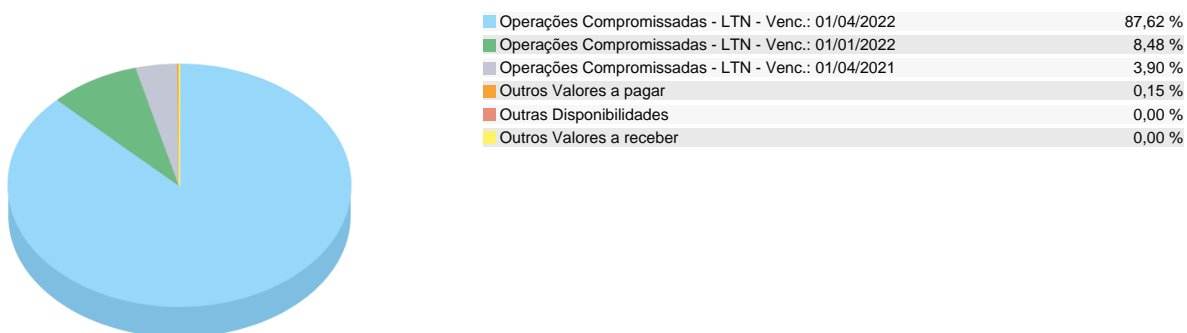 Operações Compromissadas - LTN - Venc.: 01/04/2022 87,62 %
Operações Compromissadas - LTN - Venc.: 01/01/2022 8,48 %
Operações Compromissadas - LTN - Venc.: 01/04/2021 3,90 %
Outros Valores a pagar 0,15 %
Outras Disponibilidades 0,00 %
Outros Valores a receber 0,00 %